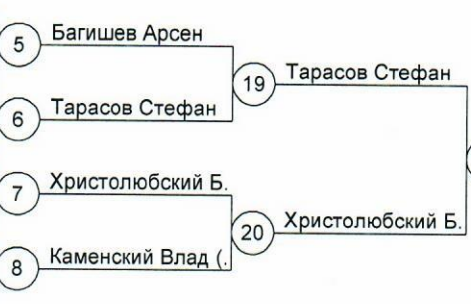 5 Багишев Арсен
19 Тарасов Стефан
6 Тарасов Стефан
7 Христолюбский Б.
20 Христолюбский Б.
8 Каменский Влад (.